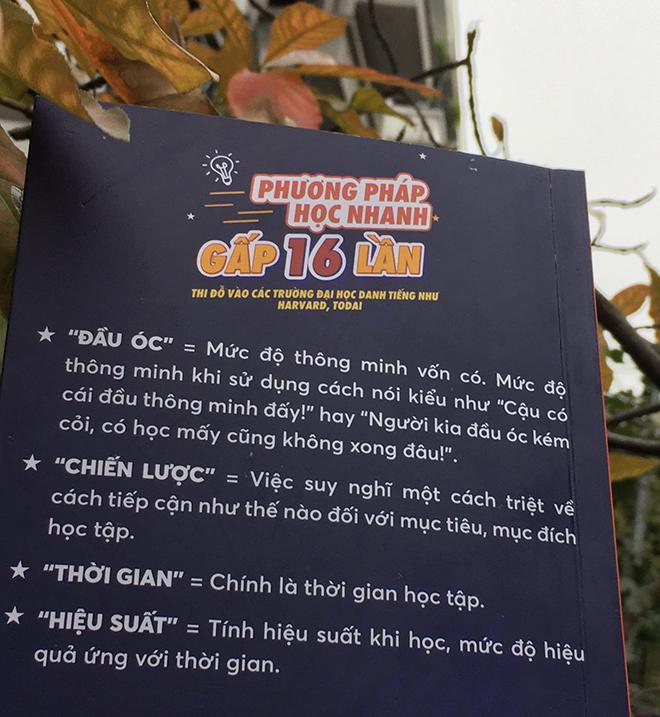 PHƯƠNG PHÁP
HỌC NHANH
GẤP 16 LẦN
THI ĐỖ VÀO CÁC TRƯỜNG ĐẠI HỌC DANH TIẾNG NHƯ
HARVARD, TODAI
★ “ĐẦU ÓC” = Mức độ thông minh vốn có. Mức độ
thông minh khi sử dụng cách nói kiểu như “Cậu có
cái đầu thông minh đấy!” hay “Người kia đầu óc kém
cỏi, có học mấy cũng không xong đâu!”.
★ “CHIẾN LƯỢC” = Việc suy nghĩ một cách triệt về
cách tiếp cận như thế nào đối với mục tiêu, mục đích
học tập.
★ “THỜI GIAN” = Chính là thời gian học tập.
★ “HIỆU SUẤT” = Tính hiệu suất khi học, mức độ hiệu
quả ứng với thời gian.